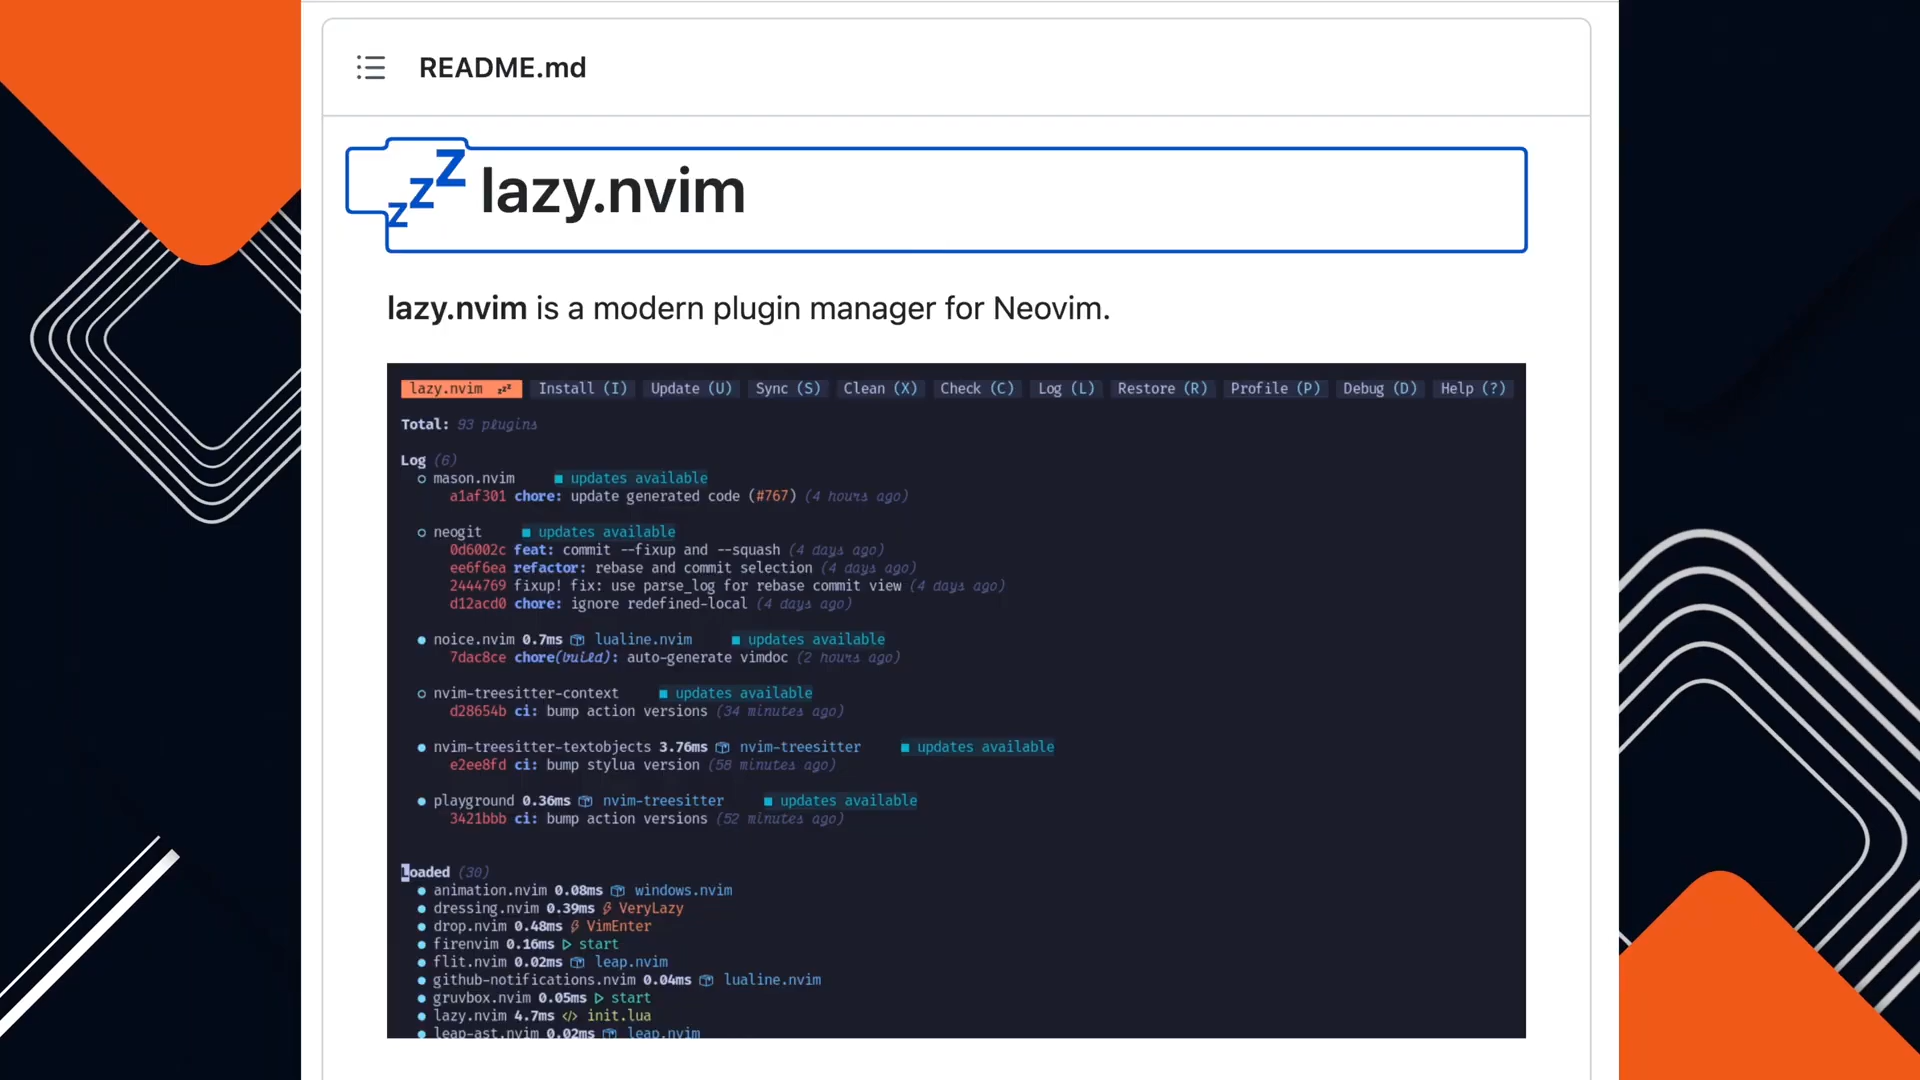 README.md
💤 lazy.nvim
lazy.nvim is a modern plugin manager for Neovim.
lazy.nvim zzz Install (I) Update (U) Sync (S) Clean (X) Check (C) Log (L) Restore (R) Profile (P) Debug (D) Help (?)
Total: 93 plugins
Log (6)
○ mason.nvim ■ updates available
a1af301 chore: update generated code (#767) (4 hours ago)
○ neogit ■ updates available
0d6002c feat: commit --fixup and --squash (4 days ago)
ee6f6ea refactor: rebase and commit selection (4 days ago)
2444769 fixup! fix: use parse_log for rebase commit view (4 days ago)
d12acd0 chore: ignore redefined-local (4 days ago)
● noice.nvim 0.7ms lualine.nvim ■ updates available
7dac8ce chore(build): auto-generate vimdoc (2 hours ago)
○ nvim-treesitter-context ■ updates available
d28654b ci: bump action versions (34 minutes ago)
● nvim-treesitter-textobjects 3.76ms nvim-treesitter ■ updates available
e2ee8fd ci: bump stylua version (58 minutes ago)
● playground 0.36ms nvim-treesitter ■ updates available
3421bbb ci: bump action versions (52 minutes ago)
Loaded (30)
● animation.nvim 0.08ms windows.nvim
● dressing.nvim 0.39ms VeryLazy
● drop.nvim 0.48ms VimEnter
● firenvim 0.16ms ▷ start
● flit.nvim 0.02ms leap.nvim
● github-notifications.nvim 0.04ms lualine.nvim
● gruvbox.nvim 0.05ms ▷ start
● lazy.nvim 4.7ms </> init.lua
● leap-ast.nvim 0.02ms leap.nvim